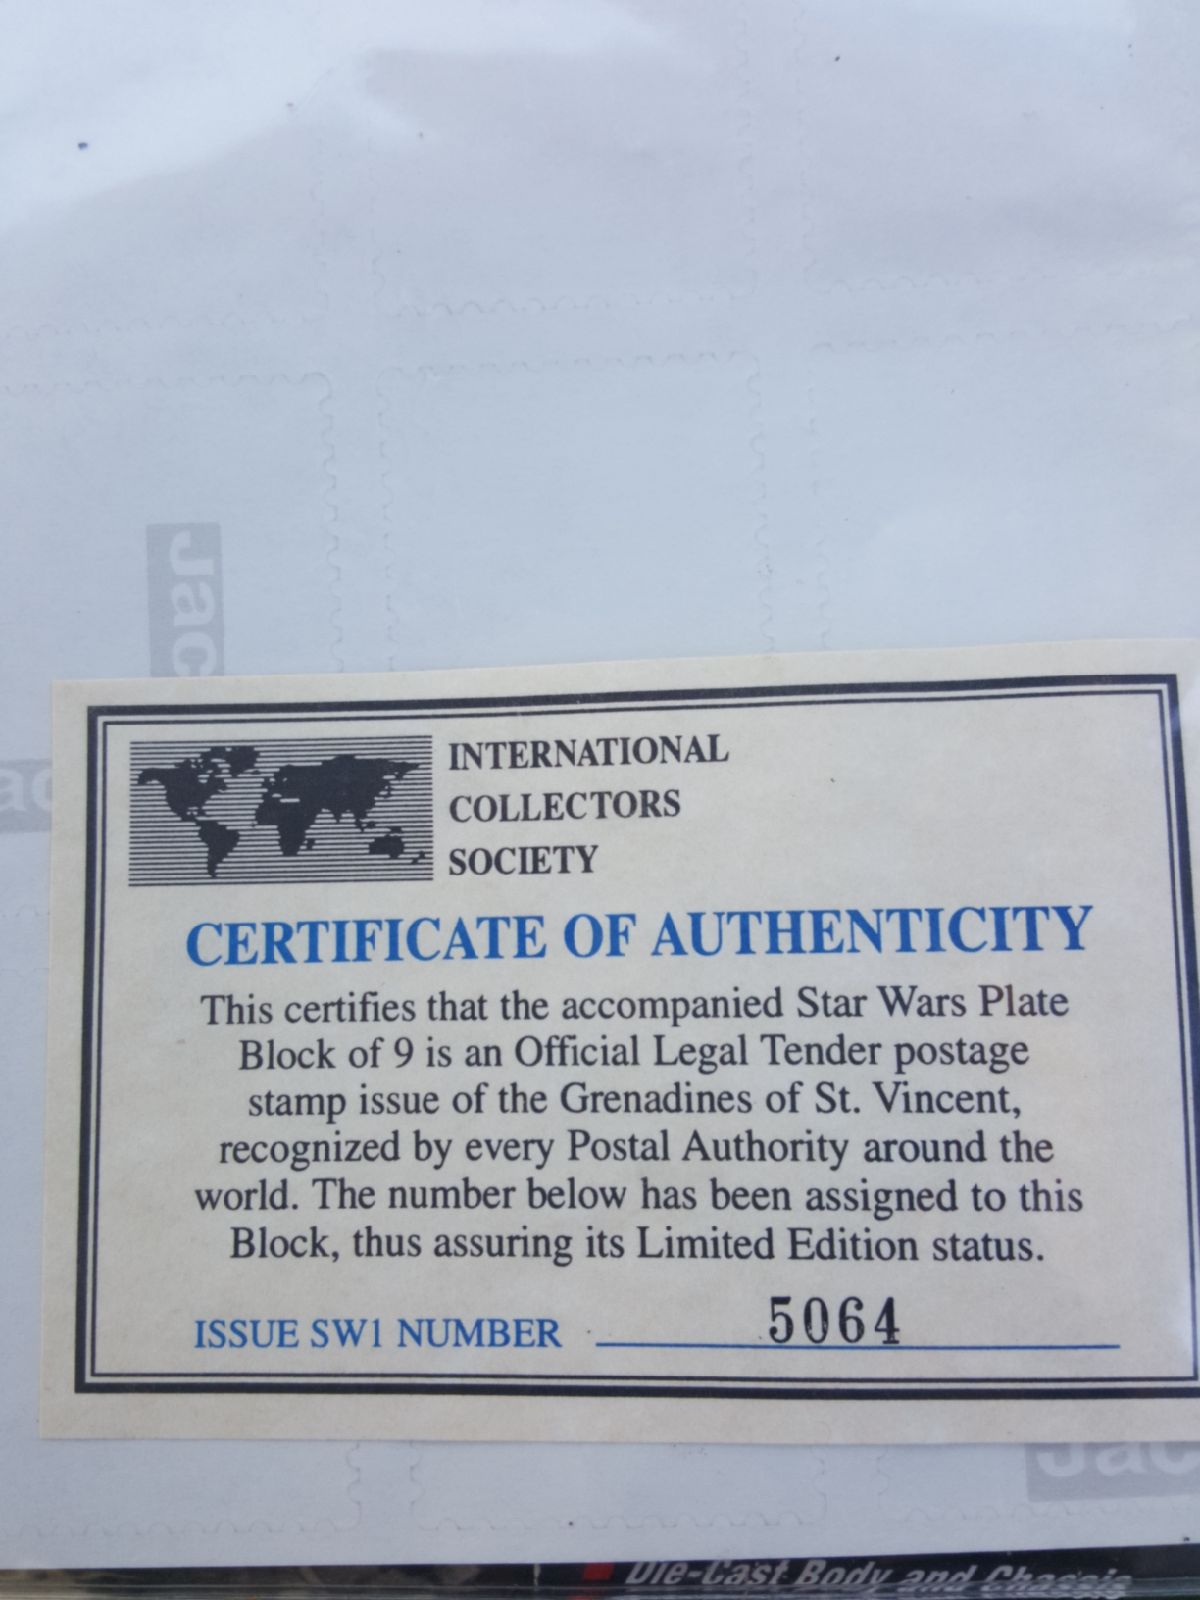 Jac
INTERNATIONAL
COLLECTORS
SOCIETY
CERTIFICATE OF AUTHENTICITY
This certifies that the accompanied Star Wars Plate
Block of 9 is an Official Legal Tender postage
stamp issue of the Grenadines of St. Vincent,
recognized by every Postal Authority around the
world. The number below has been assigned to this
Block, thus assuring its Limited Edition status.
ISSUE SW1 NUMBER 5064
Jac
Die-Cast Body and Chassis